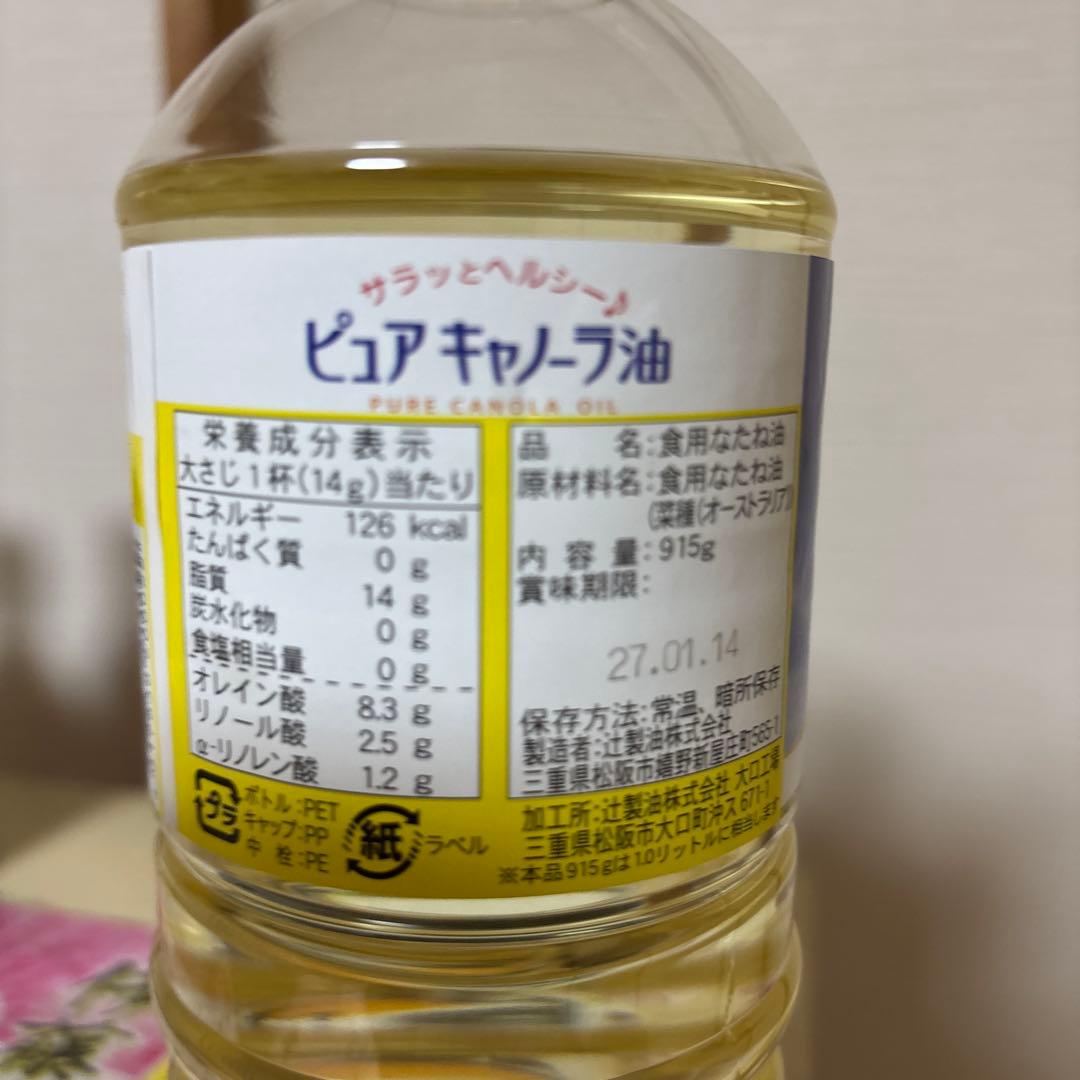 サラッとヘルシー♪
ピュアキャノーラ油
PURE CANOLA OIL
栄養成分表示
大さじ1杯(14g)当たり
エネルギー 126 kcal
たんぱく質 0 g
脂質 14 g
炭水化物 0 g
食塩相当量 0 g
オレイン酸 8.3 g
リノール酸 2.5 g
α-リノレン酸 1.2 g
プラ
ボトル:PET
キャップ:PP
中栓:PE
紙
ラベル
品名:食用なたね油
原材料名:食用なたね油
(菜種(オーストラリア))
内容量:915g
賞味期限:
27.01.14
保存方法:常温、暗所保存
製造者:辻製油株式会社
三重県松阪市嬉野新屋庄町565-1
加工所:辻製油株式会社 大口工場
三重県松阪市大口町沖ス671-1
※本品915gは1.0リットルに相当します